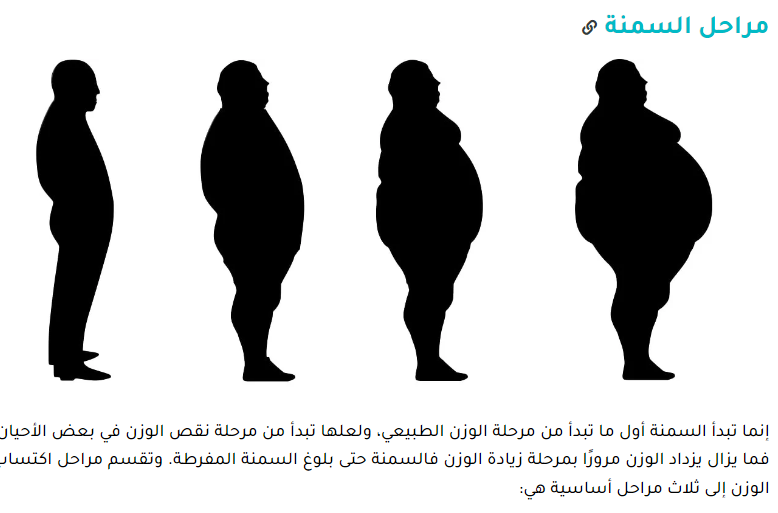 مراحل السمنة
إنما تبدأ السمنة أول ما تبدأ من مرحلة الوزن الطبيعي، ولعلها تبدأ من مرحلة نقص الوزن في بعض الأحيان
فما يزال يزداد الوزن مرورًا بمرحلة زيادة الوزن فالسمنة حتى بلوغ السمنة المفرطة. وتقسم مراحل اكتساب
الوزن إلى ثلاث مراحل أساسية هي: